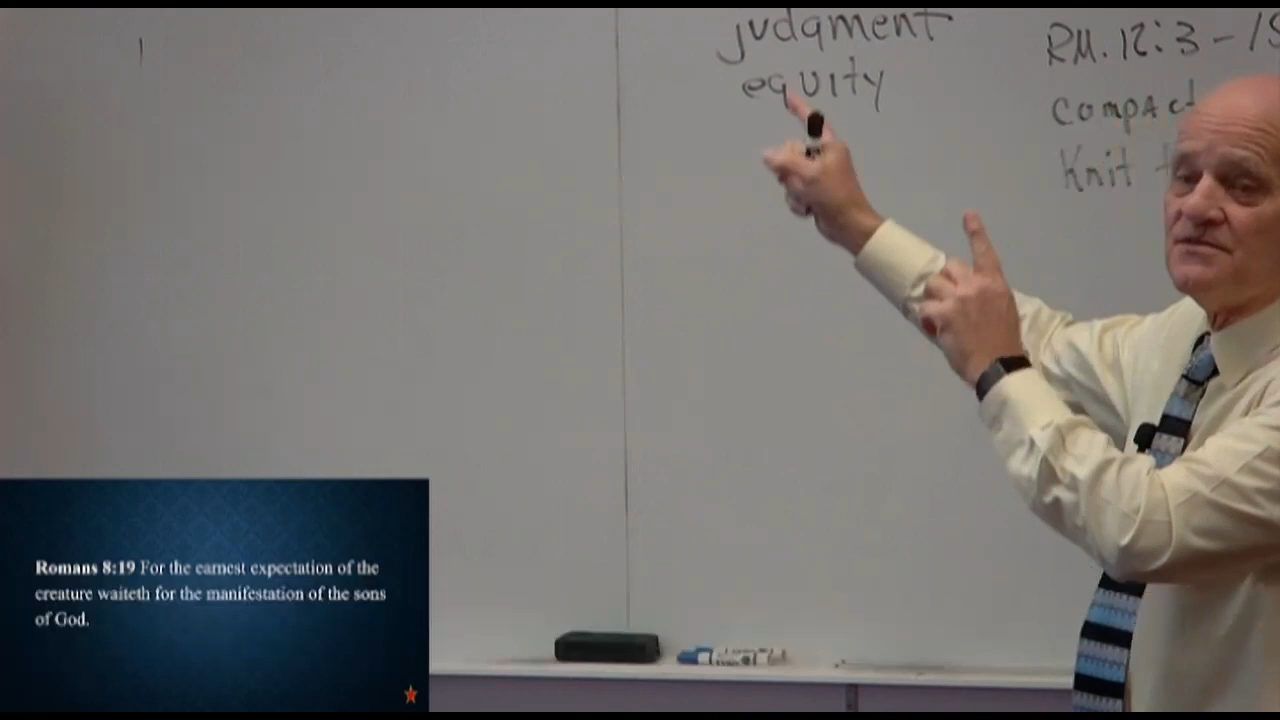 judgment
equity
RM. 12:3-15
compact
Knit
Romans 8:19 For the earnest expectation of the
creature waiteth for the manifestation of the sons
of God.